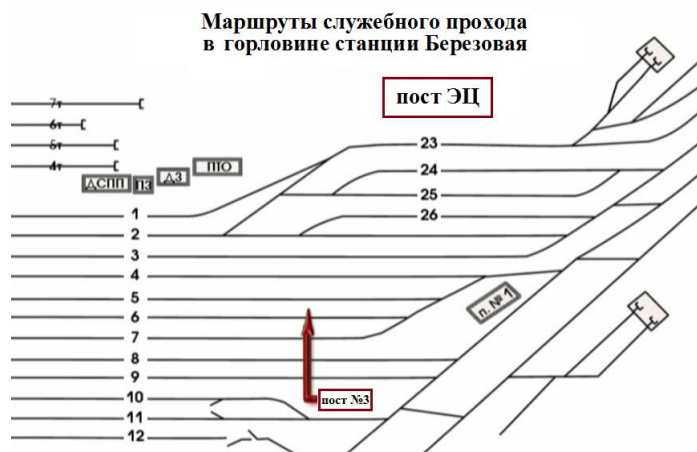 Маршруты служебного прохода
в горловине станции Березовая
пост ЭЦ
7т
6т
5т
4т
ДСПП
ПЗ
ДЗ
ПТО
23
24
25
26
1
2
3
4
5
6
7
8
9
10
11
12
п. № 1
пост №3